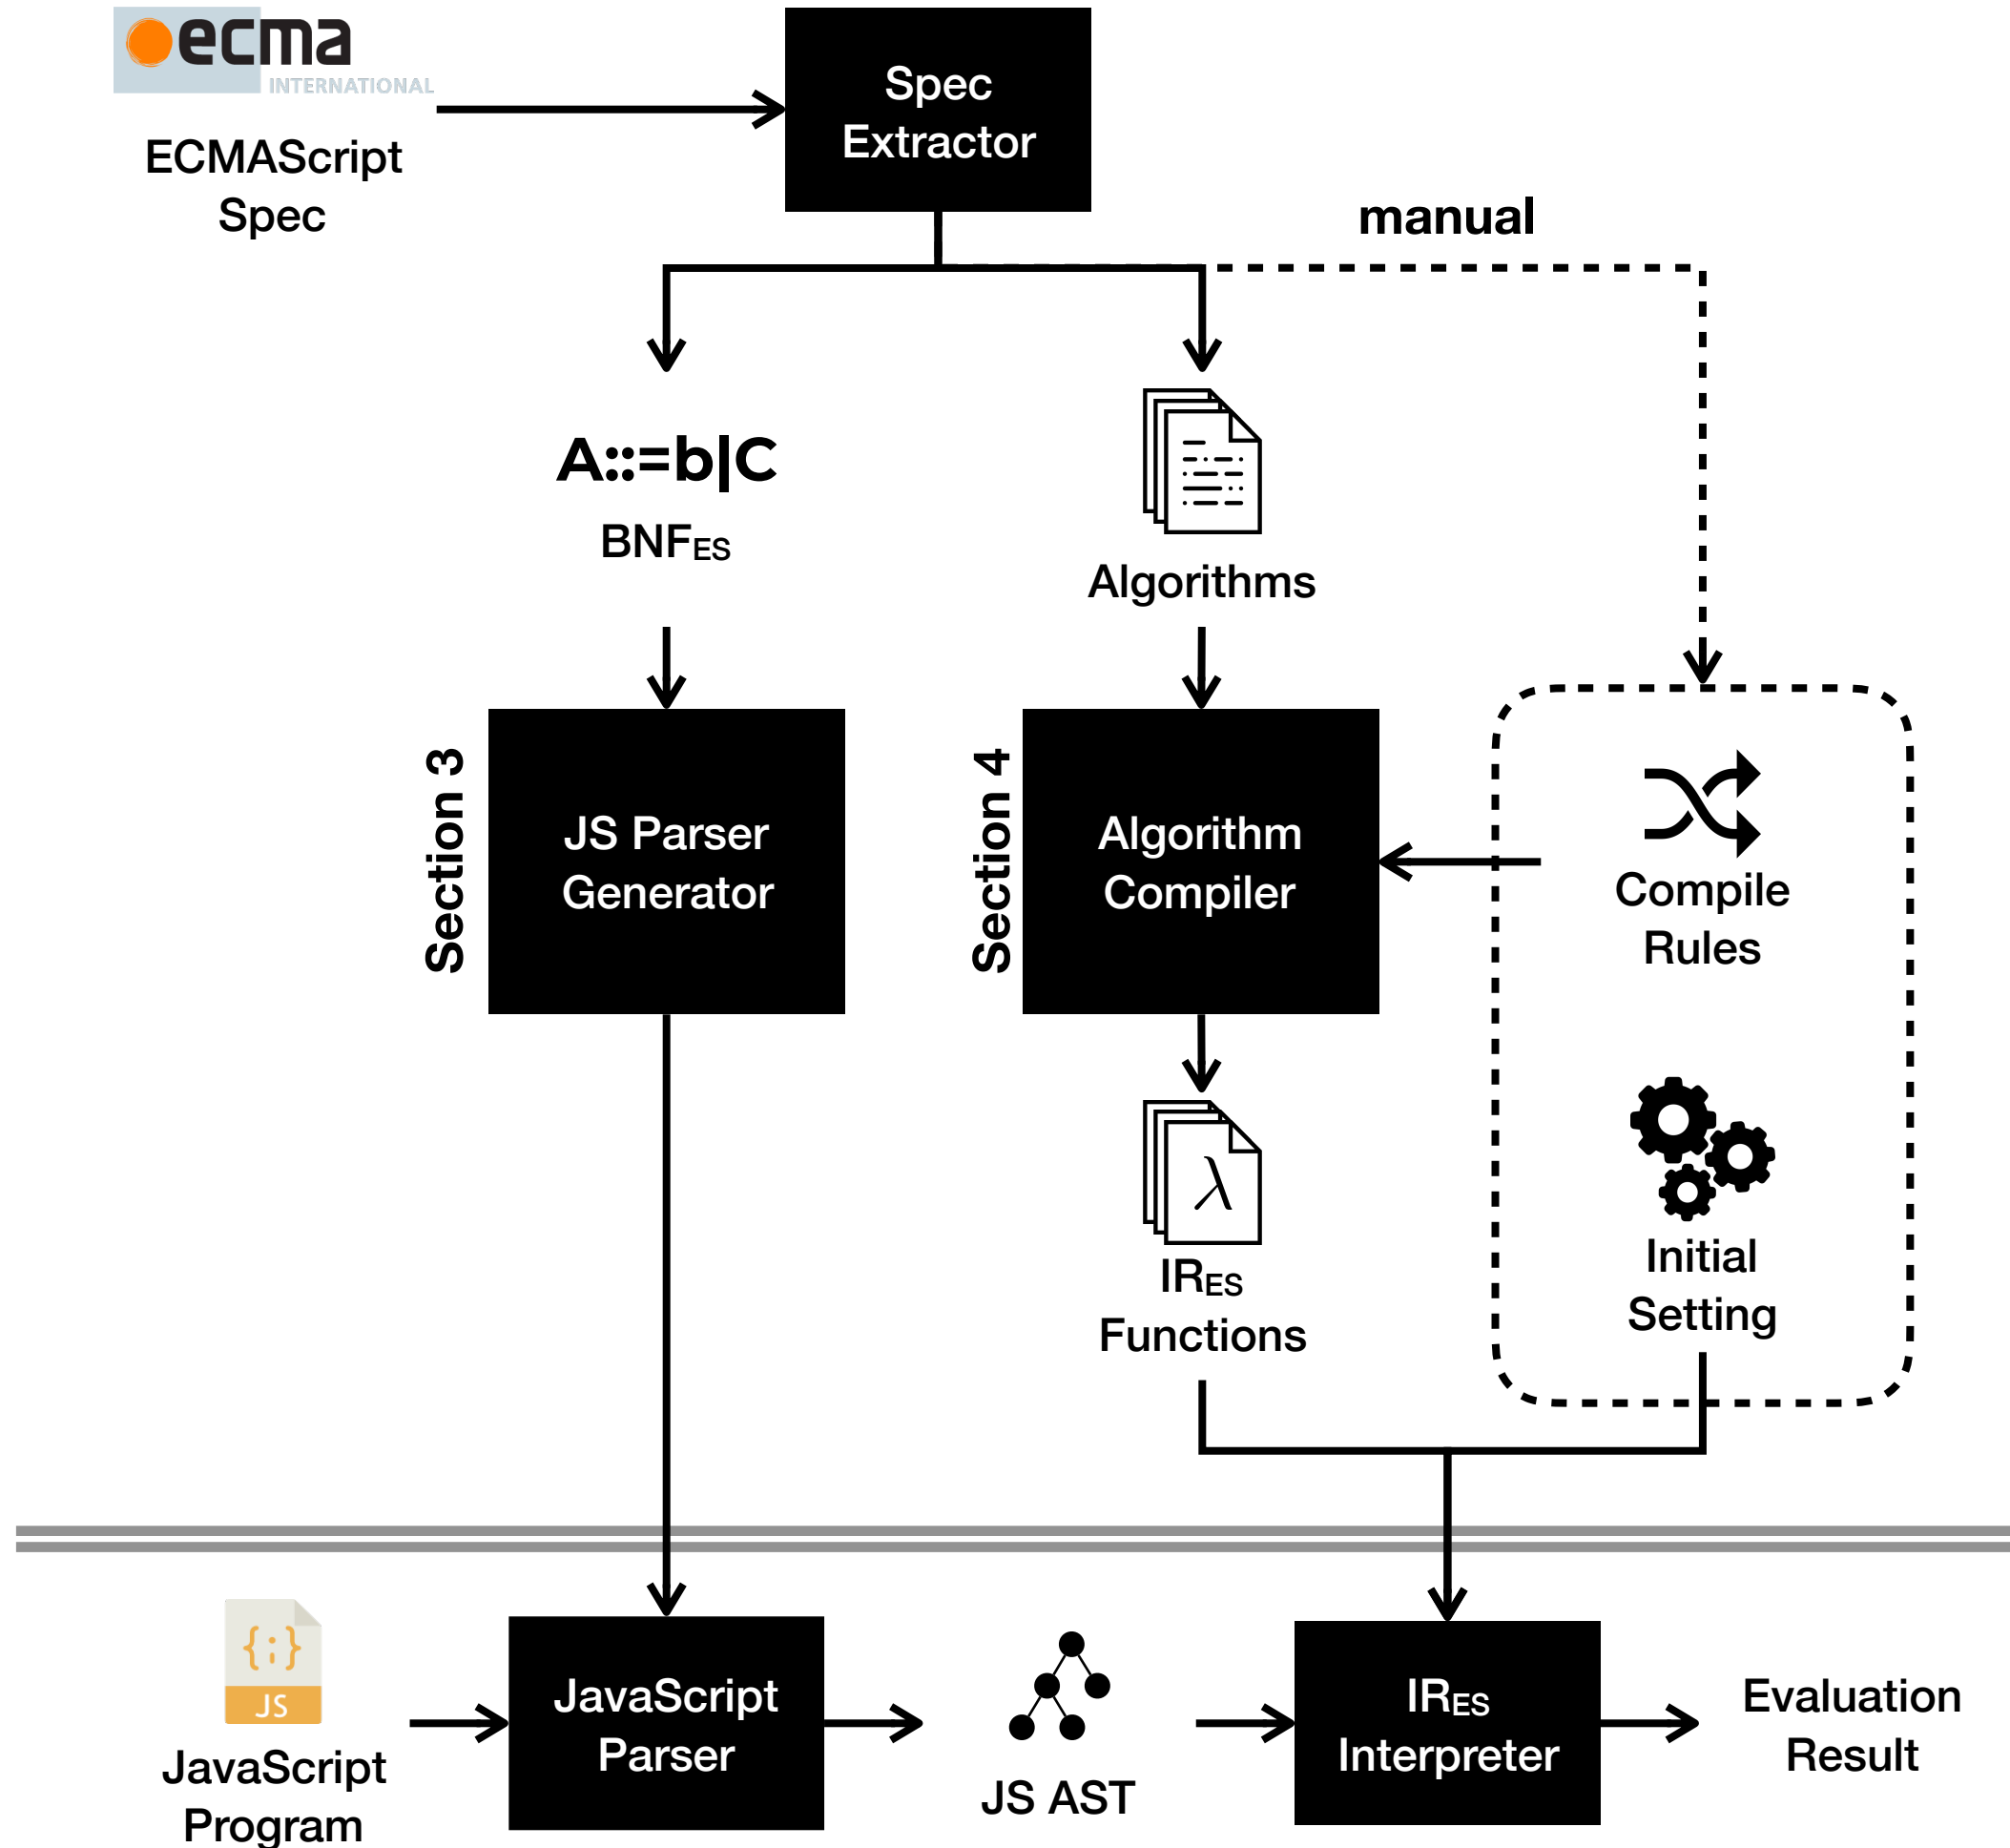 ecma
INTERNATIONAL
ECMAScript
Spec
Spec
Extractor
manual
A::=b|C
BNFES
Algorithms
Section 3
JS Parser
Generator
Section 4
Algorithm
Compiler
Compile
Rules
λ
IRES
Functions
Initial
Setting
{;}
JS
JavaScript
Program
JavaScript
Parser
JS AST
IRES
Interpreter
Evaluation
Result